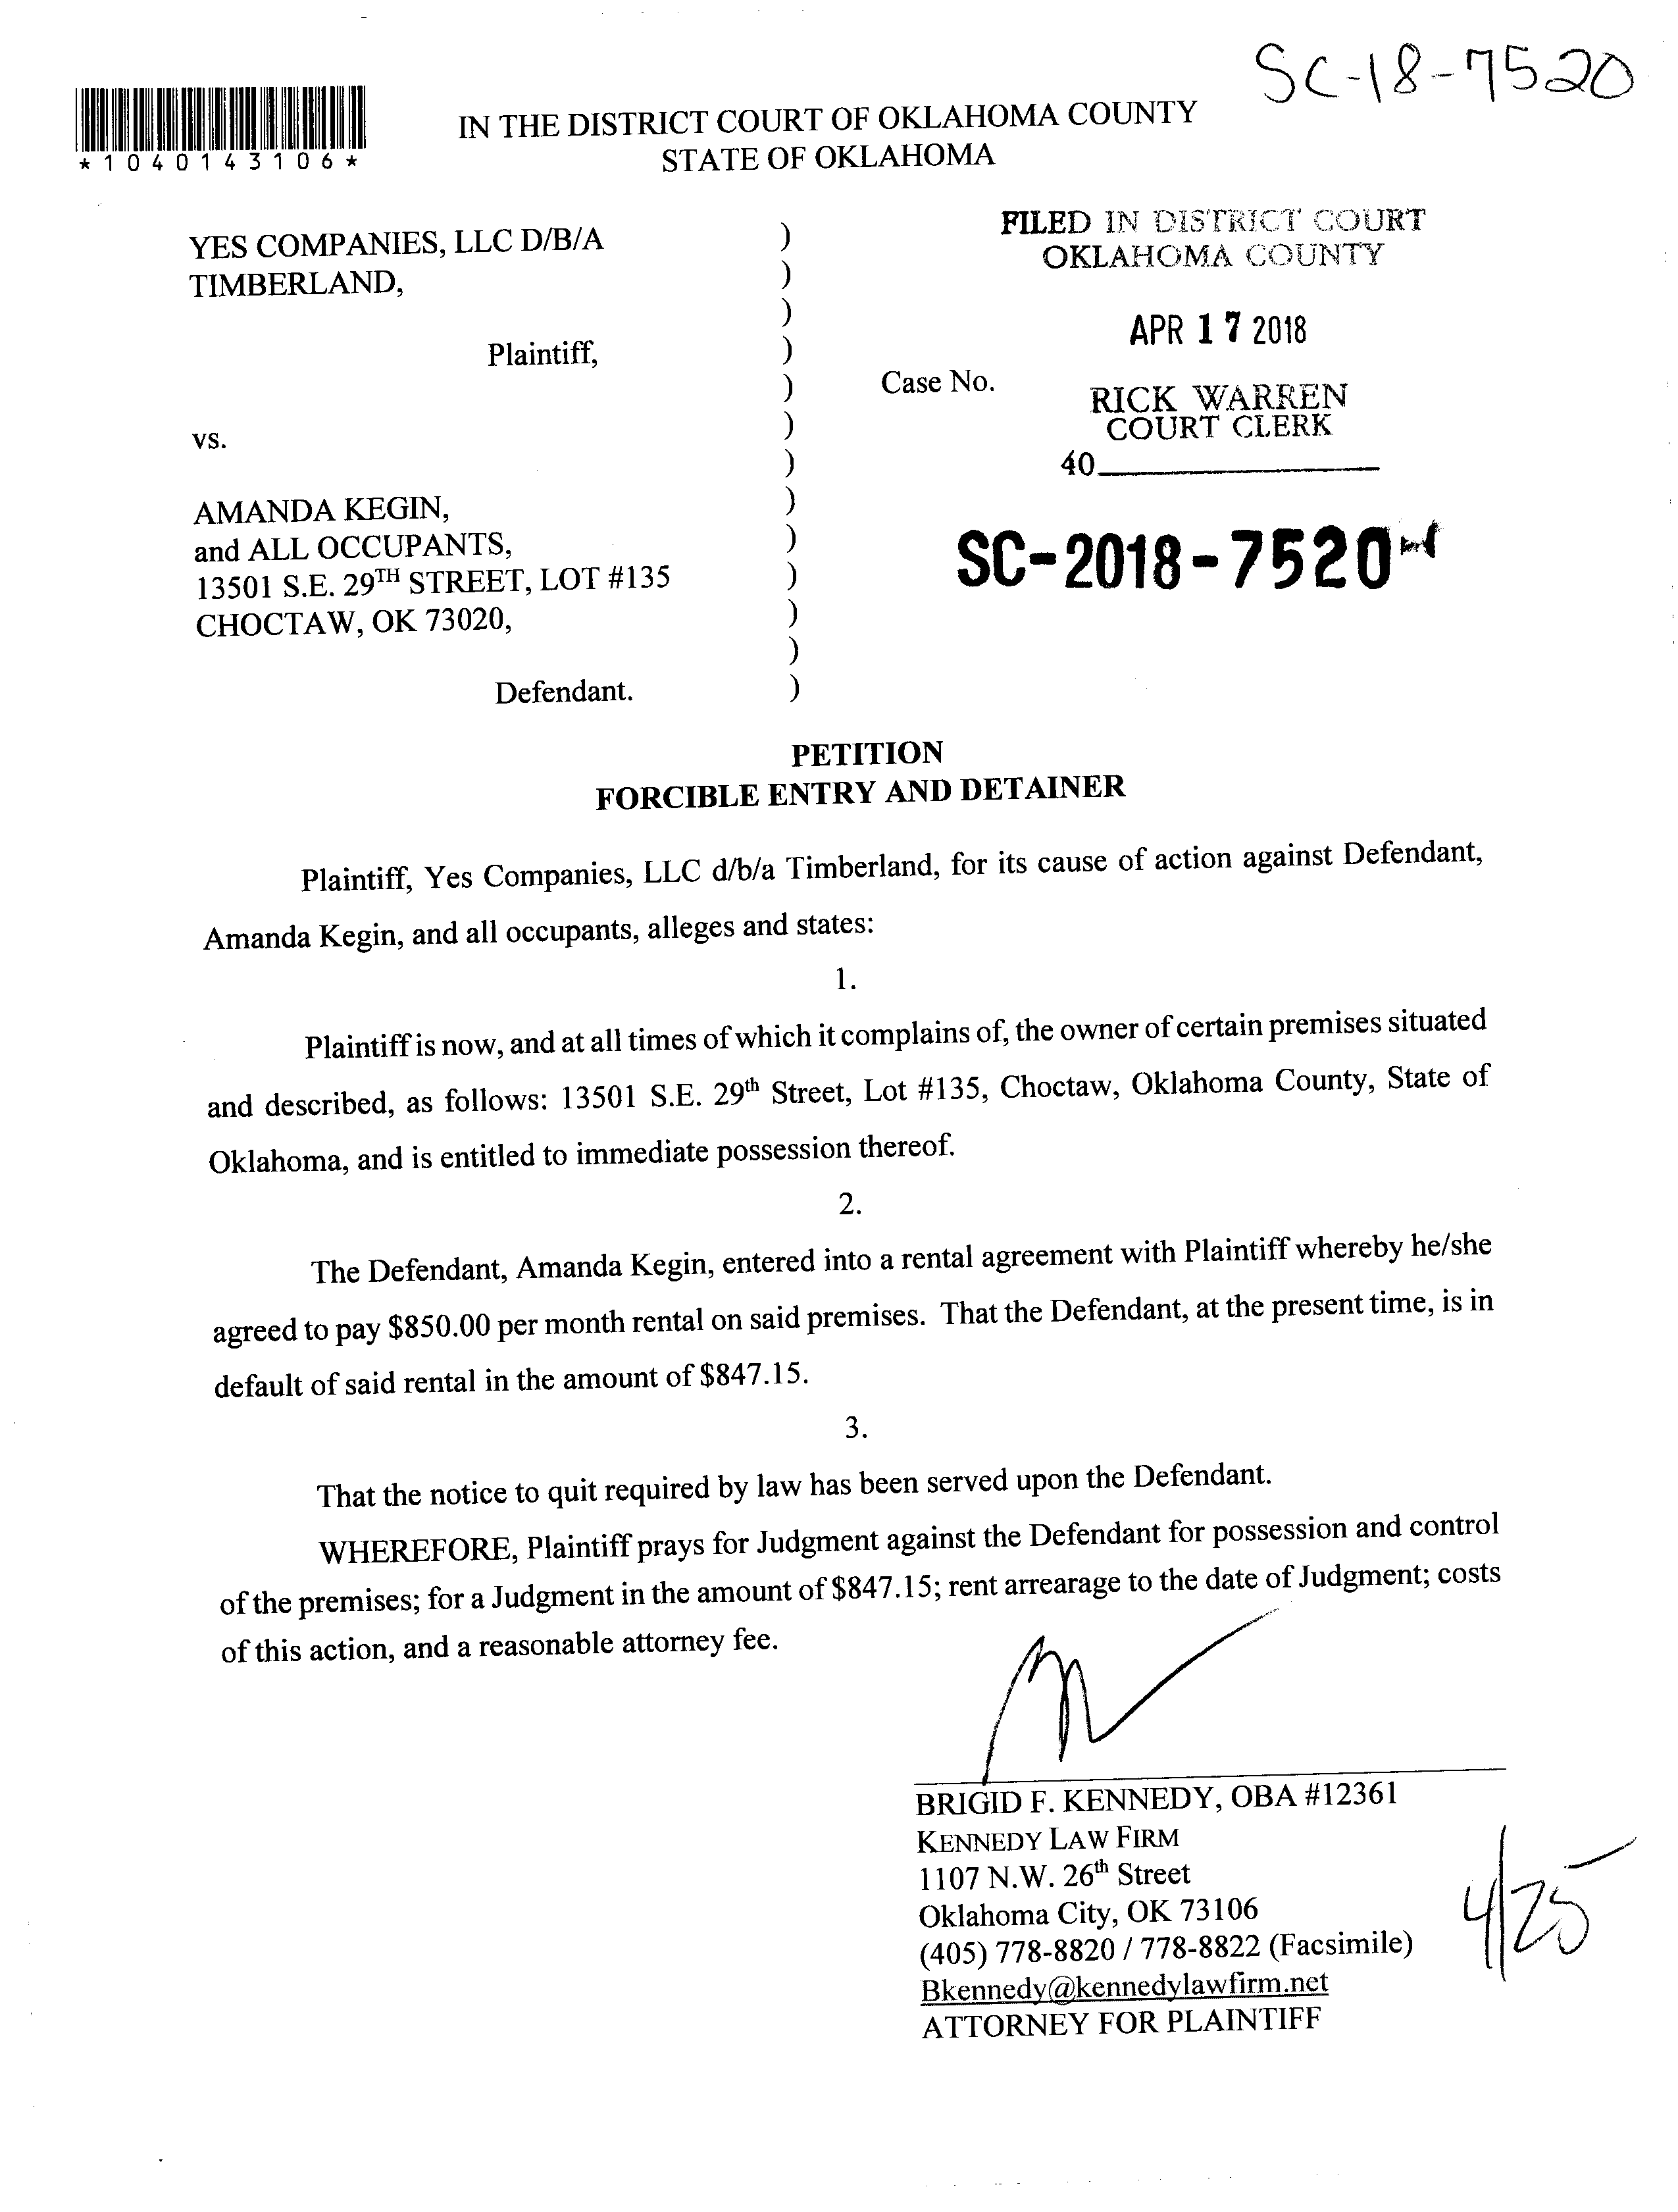 SC-18-7520
*1040143106*
IN THE DISTRICT COURT OF OKLAHOMA COUNTY
STATE OF OKLAHOMA
YES COMPANIES, LLC D/B/A
TIMBERLAND,
Plaintiff,
vs.
AMANDA KEGIN,
and ALL OCCUPANTS,
13501 S.E. 29TH STREET, LOT #135
CHOCTAW, OK 73020,
Defendant.
)
)
)
)
)
)
)
)
)
)
)
)
)
FILED IN DISTRICT COURT
OKLAHOMA COUNTY
APR 17 2018
Case No.
RICK WARREN
COURT CLERK
40
SC-2018-7520
PETITION
FORCIBLE ENTRY AND DETAINER
Plaintiff, Yes Companies, LLC d/b/a Timberland, for its cause of action against Defendant,
Amanda Kegin, and all occupants, alleges and states:
1.
Plaintiff is now, and at all times of which it complains of, the owner of certain premises situated
and described, as follows: 13501 S.E. 29th Street, Lot #135, Choctaw, Oklahoma County, State of
Oklahoma, and is entitled to immediate possession thereof.
2.
The Defendant, Amanda Kegin, entered into a rental agreement with Plaintiff whereby he/she
agreed to pay $850.00 per month rental on said premises. That the Defendant, at the present time, is in
default of said rental in the amount of $847.15.
3.
That the notice to quit required by law has been served upon the Defendant.
WHEREFORE, Plaintiff prays for Judgment against the Defendant for possession and control
of the premises; for a Judgment in the amount of $847.15; rent arrearage to the date of Judgment; costs
of this action, and a reasonable attorney fee.
BRIGID F. KENNEDY, OBA #12361
KENNEDY LAW FIRM
1107 N.W. 26th Street
Oklahoma City, OK 73106
(405) 778-8820 / 778-8822 (Facsimile)
Bkennedy@kennedylawfirm.net
ATTORNEY FOR PLAINTIFF
4/25